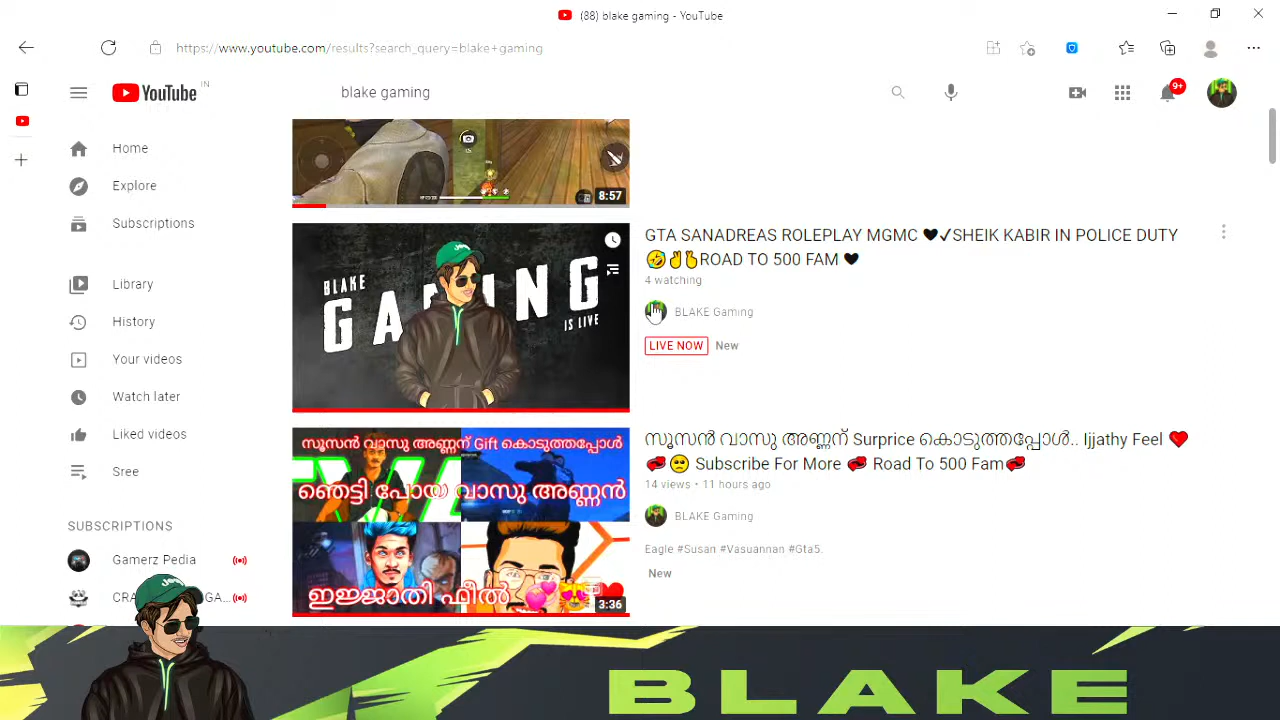 (88) blake gaming - YouTube
https://www.youtube.com/results?search_query=blake+gaming
YouTube IN
blake gaming
9+
Home
Explore
Subscriptions
Library
History
Your videos
Watch later
Liked videos
Sree
SUBSCRIPTIONS
Gamerz Pedia
8:57
BLAKE
GAMING
IS LIVE
GTA SANADREAS ROLEPLAY MGMC 🖤✓SHEIK KABIR IN POLICE DUTY
🤣✌🫰ROAD TO 500 FAM 🖤
4 watching
BLAKE Gaming
LIVE NOW New
സൂസൻ വാസു അണ്ണന് Gift കൊടുത്തപ്പോൾ
ഞെട്ടി പോയ വാസു അണ്ണൻ
ഇജ്ജാതി ഫീൽ
3:36
സൂസൻ വാസു അണ്ണന് Surprice കൊടുത്തപ്പോൾ.. Ijjathy Feel ❤
Subscribe For More Road To 500 Fam
14 views • 11 hours ago
BLAKE Gaming
Eagle #Susan #Vasuannan #Gta5.
New
BLAKE